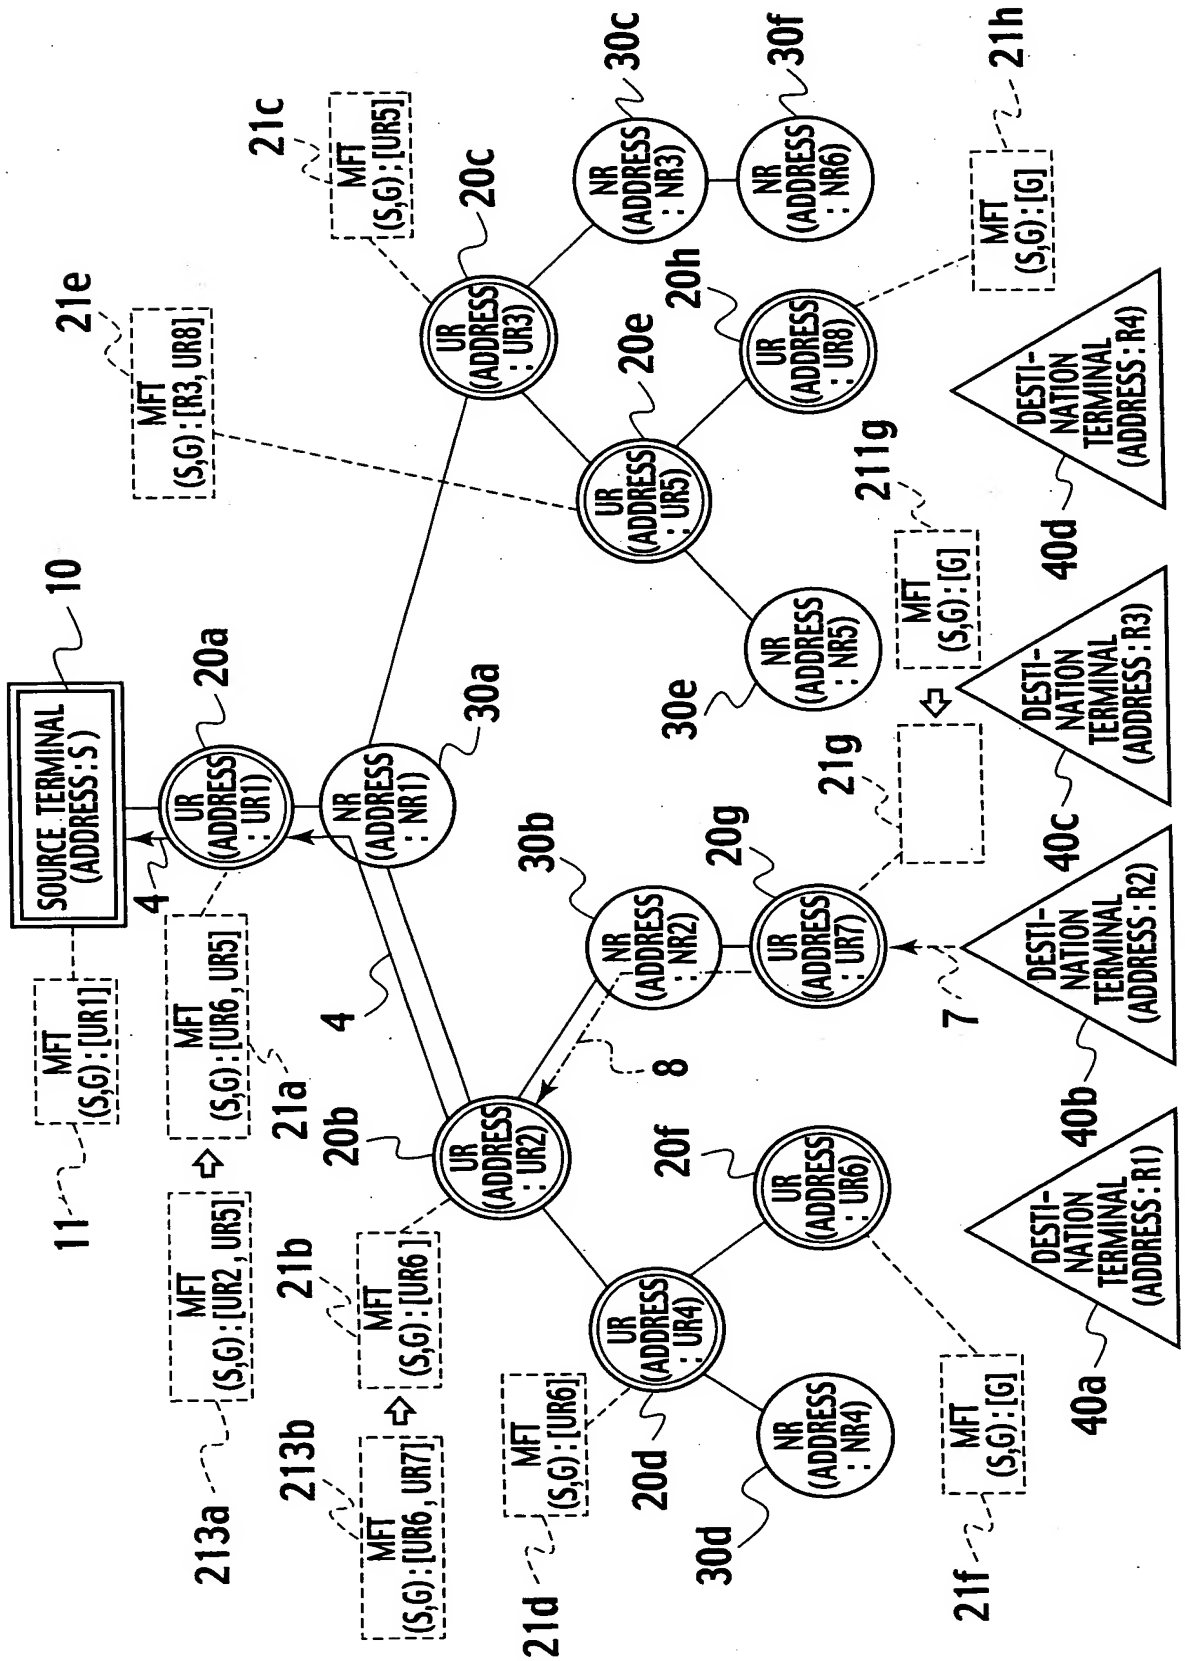 SOURCE TERMINAL
(ADDRESS:S)
10
MFT
(S,G):[UR1]
11
4
UR
(ADDRESS
: UR1)
20a
MFT
(S,G):[UR6, UR5]
21a
MFT
(S,G):[UR2, UR5]
213a
NR
(ADDRESS
: NR1)
30a
4
MFT
(S,G):[R3, UR8]
21e
MFT
(S,G):[UR5]
21c
UR
(ADDRESS
: UR2)
20b
MFT
(S,G):[UR6]
21b
MFT
(S,G):[UR6, UR7]
213b
UR
(ADDRESS
: UR3)
20c
8
NR
(ADDRESS
: NR2)
30b
UR
(ADDRESS
: UR4)
20d
MFT
(S,G):[UR6]
21d
UR
(ADDRESS
: UR5)
20e
NR
(ADDRESS
: NR3)
30c
NR
(ADDRESS
: NR4)
30d
UR
(ADDRESS
: UR6)
20f
UR
(ADDRESS
: UR7)
20g
NR
(ADDRESS
: NR5)
30e
UR
(ADDRESS
: UR8)
20h
NR
(ADDRESS
: NR6)
30f
MFT
(S,G):[G]
21f
21g
MFT
(S,G):[G]
211g
MFT
(S,G):[G]
21h
7
DESTI-
NATION
TERMINAL
(ADDRESS:R1)
40a
DESTI-
NATION
TERMINAL
(ADDRESS:R2)
40b
DESTI-
NATION
TERMINAL
(ADDRESS:R3)
40c
DESTI-
NATION
TERMINAL
(ADDRESS:R4)
40d